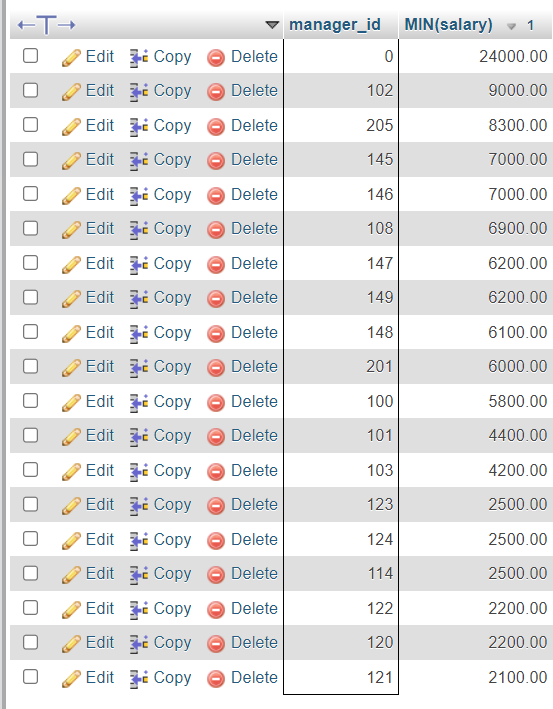 manager_id MIN(salary) 1
Edit Copy Delete 0 24000.00
Edit Copy Delete 102 9000.00
Edit Copy Delete 205 8300.00
Edit Copy Delete 145 7000.00
Edit Copy Delete 146 7000.00
Edit Copy Delete 108 6900.00
Edit Copy Delete 147 6200.00
Edit Copy Delete 149 6200.00
Edit Copy Delete 148 6100.00
Edit Copy Delete 201 6000.00
Edit Copy Delete 100 5800.00
Edit Copy Delete 101 4400.00
Edit Copy Delete 103 4200.00
Edit Copy Delete 123 2500.00
Edit Copy Delete 124 2500.00
Edit Copy Delete 114 2500.00
Edit Copy Delete 122 2200.00
Edit Copy Delete 120 2200.00
Edit Copy Delete 121 2100.00